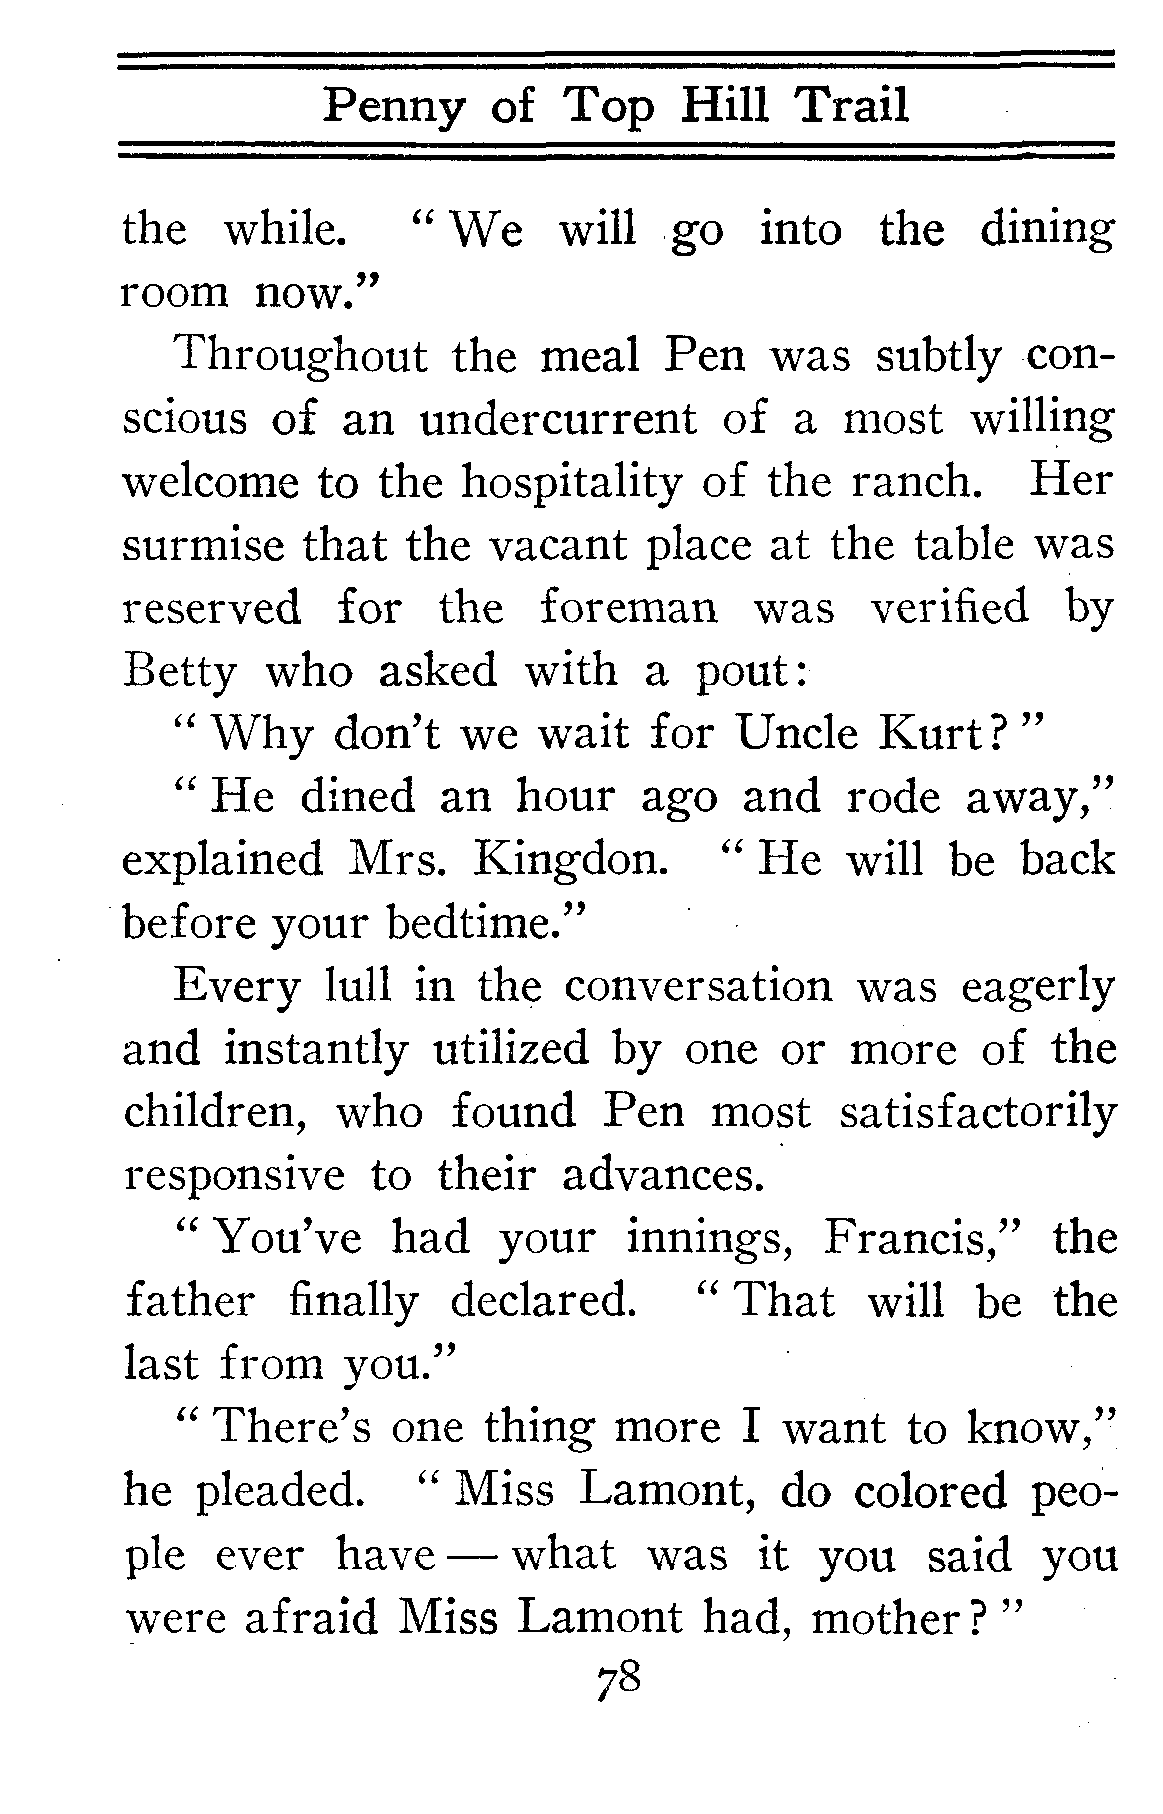 Penny of Top Hill Trail
the while. " We will go into the dining
room now."
Throughout the meal Pen was subtly con-
scious of an undercurrent of a most willing
welcome to the hospitality of the ranch. Her
surmise that the vacant place at the table was
reserved for the foreman was verified by
Betty who asked with a pout:
" Why don't we wait for Uncle Kurt? "
" He dined an hour ago and rode away,"
explained Mrs. Kingdon. " He will be back
before your bedtime."
Every lull in the conversation was eagerly
and instantly utilized by one or more of the
children, who found Pen most satisfactorily
responsive to their advances.
" You've had your innings, Francis," the
father finally declared. " That will be the
last from you."
" There's one thing more I want to know,"
he pleaded. " Miss Lamont, do colored peo-
ple ever have — what was it you said you
were afraid Miss Lamont had, mother? "
78